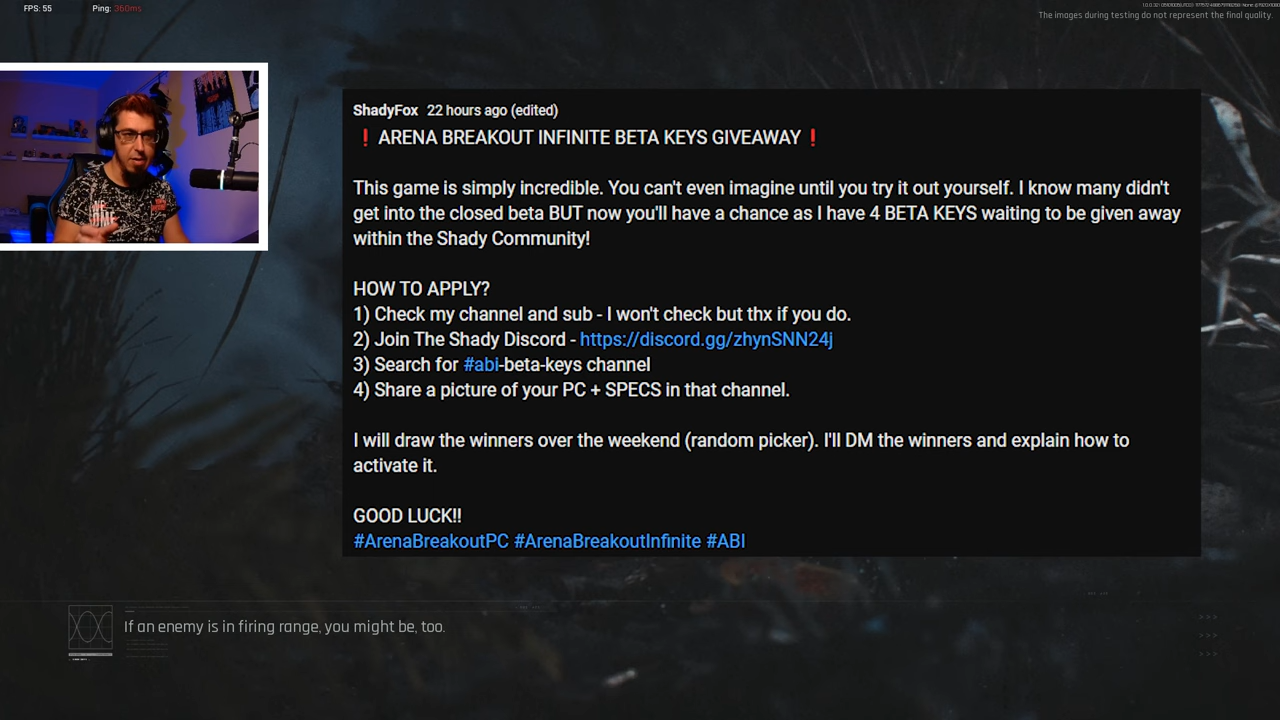 FPS: 55 Ping: 360ms
The images during testing do not represent the final quality.
ShadyFox 22 hours ago (edited)
❗ ARENA BREAKOUT INFINITE BETA KEYS GIVEAWAY ❗
This game is simply incredible. You can't even imagine until you try it out yourself. I know many didn't
get into the closed beta BUT now you'll have a chance as I have 4 BETA KEYS waiting to be given away
within the Shady Community!
HOW TO APPLY?
1) Check my channel and sub - I won't check but thx if you do.
2) Join The Shady Discord - https://discord.gg/zhynSNN24j
3) Search for #abi-beta-keys channel
4) Share a picture of your PC + SPECS in that channel.
I will draw the winners over the weekend (random picker). I'll DM the winners and explain how to
activate it.
GOOD LUCK!!
#ArenaBreakoutPC #ArenaBreakoutInfinite #ABI
If an enemy is in firing range, you might be, too.
>>>
>>>
>>>